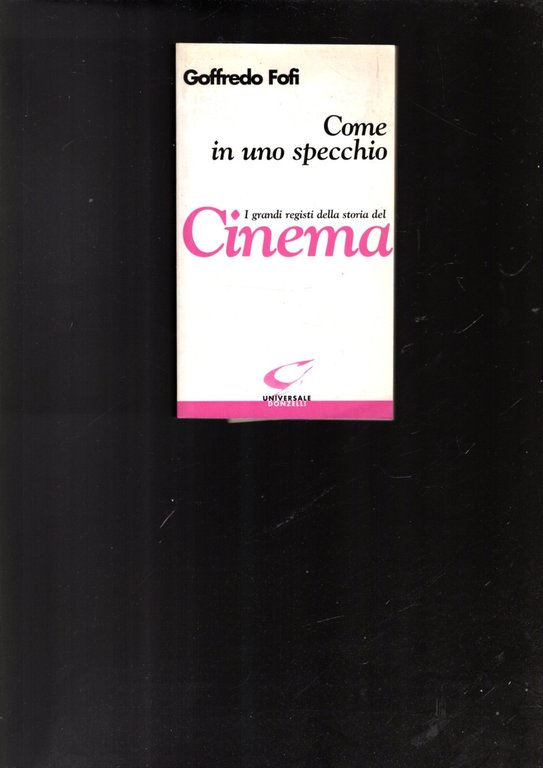 Goffredo Fofi
Come
in uno specchio
I grandi registi della storia del
Cinema
UNIVERSALE
DONZELLI